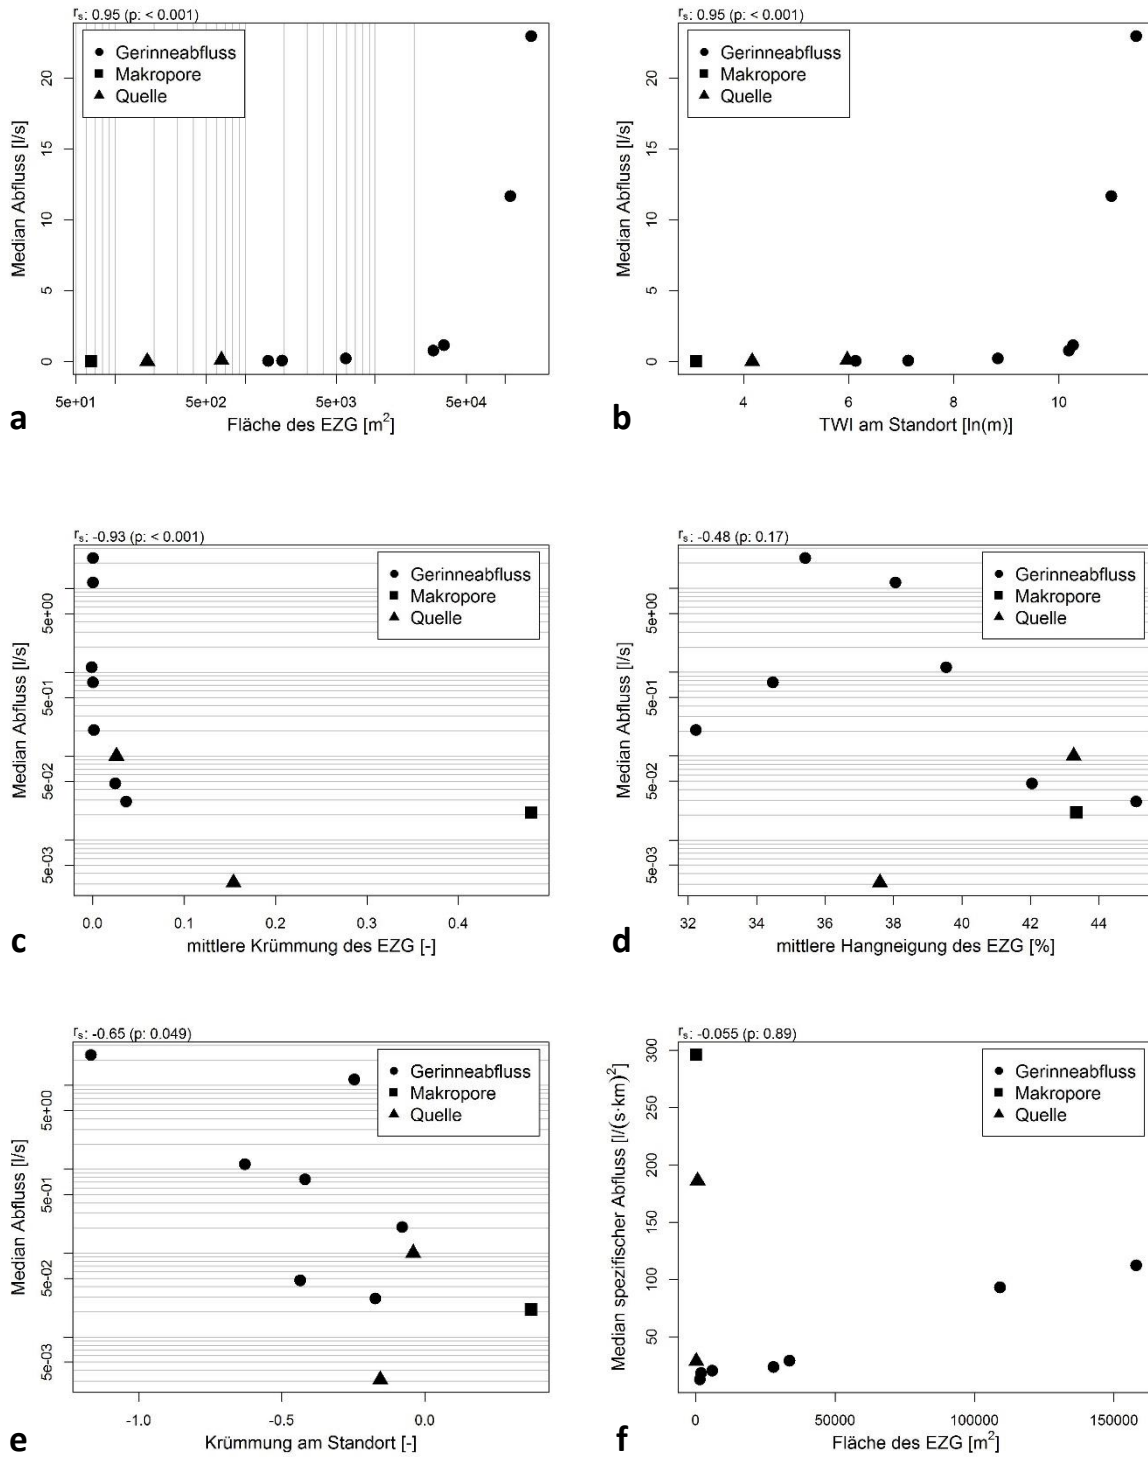 rₛ: 0.95 (p: < 0.001)
Gerinneabfluss
Makropore
Quelle
Median Abfluss [l/s]
0
5
10
15
20
5e+01
5e+02
5e+03
5e+04
Fläche des EZG [m²]
a
rₛ: 0.95 (p: < 0.001)
Gerinneabfluss
Makropore
Quelle
Median Abfluss [l/s]
0
5
10
15
20
4
6
8
10
TWI am Standort [ln(m)]
b
rₛ: -0.93 (p: < 0.001)
Gerinneabfluss
Makropore
Quelle
Median Abfluss [l/s]
5e-03
5e-02
5e-01
5e+00
0.0
0.1
0.2
0.3
0.4
mittlere Krümmung des EZG [-]
c
rₛ: -0.48 (p: 0.17)
Gerinneabfluss
Makropore
Quelle
Median Abfluss [l/s]
5e-03
5e-02
5e-01
5e+00
32
34
36
38
40
42
44
mittlere Hangneigung des EZG [%]
d
rₛ: -0.65 (p: 0.049)
Gerinneabfluss
Makropore
Quelle
Median Abfluss [l/s]
5e-03
5e-02
5e-01
5e+00
-1.0
-0.5
0.0
Krümmung am Standort [-]
e
rₛ: -0.055 (p: 0.89)
Gerinneabfluss
Makropore
Quelle
Median spezifischer Abfluss [l/(s·km)²]
50
100
150
200
250
300
0
50000
100000
150000
Fläche des EZG [m²]
f